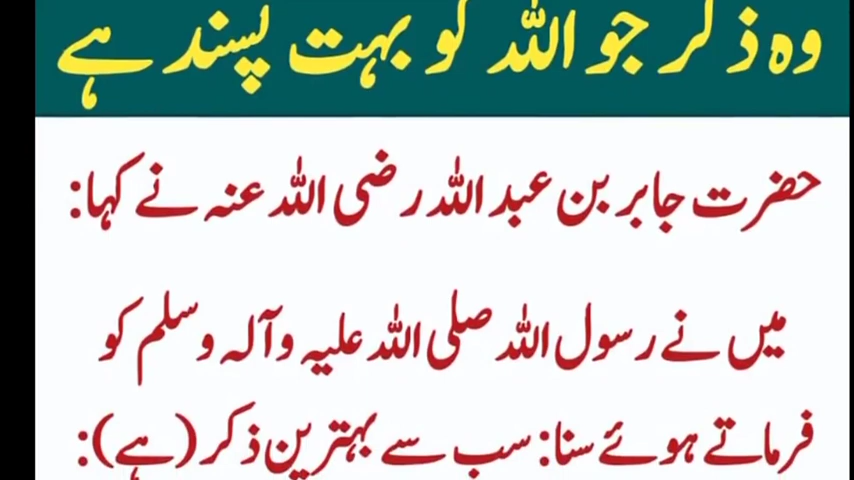 وہ ذکر جو اللہ کو بہت پسند ہے
حضرت جابر بن عبد اللہ رضی اللہ عنہ نے کہا:
میں نے رسول اللہ صلی اللہ علیہ وآلہ وسلم کو
فرماتے ہوئے سنا: سب سے بہترین ذکر (ہے):